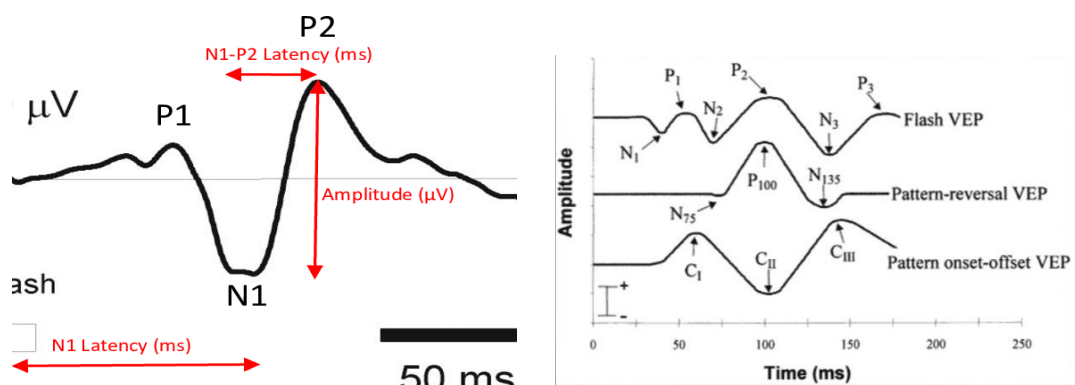 P2
N1-P2 Latency (ms)
µV
P1
Amplitude (µV)
N1
ash
N1 Latency (ms)
50 ms
P1
P2
P3
N2
N3
Flash VEP
N1
P100
N135
Pattern-reversal VEP
N75
CI
CII
CIII
Pattern onset-offset VEP
+
-
Amplitude
0 50 100 150 200 250
Time (ms)